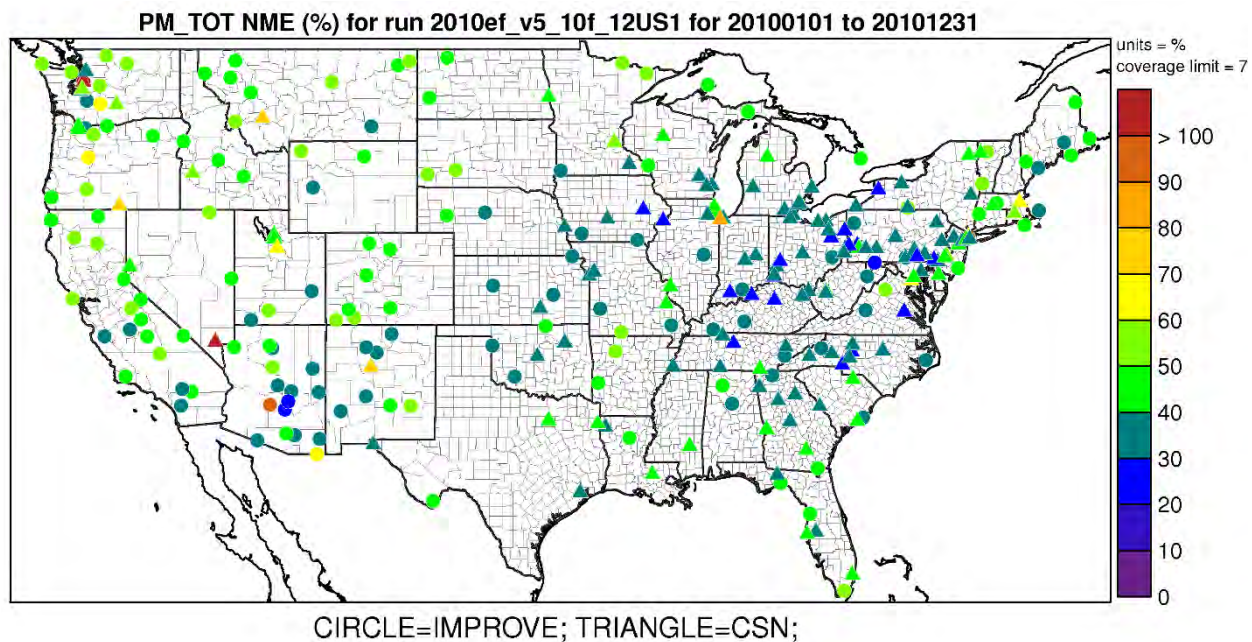 PM_TOT NME (%) for run 2010ef_v5_10f_12US1 for 20100101 to 20101231
units = %
coverage limit = 7
> 100
90
80
70
60
50
40
30
20
10
0
CIRCLE=IMPROVE; TRIANGLE=CSN;